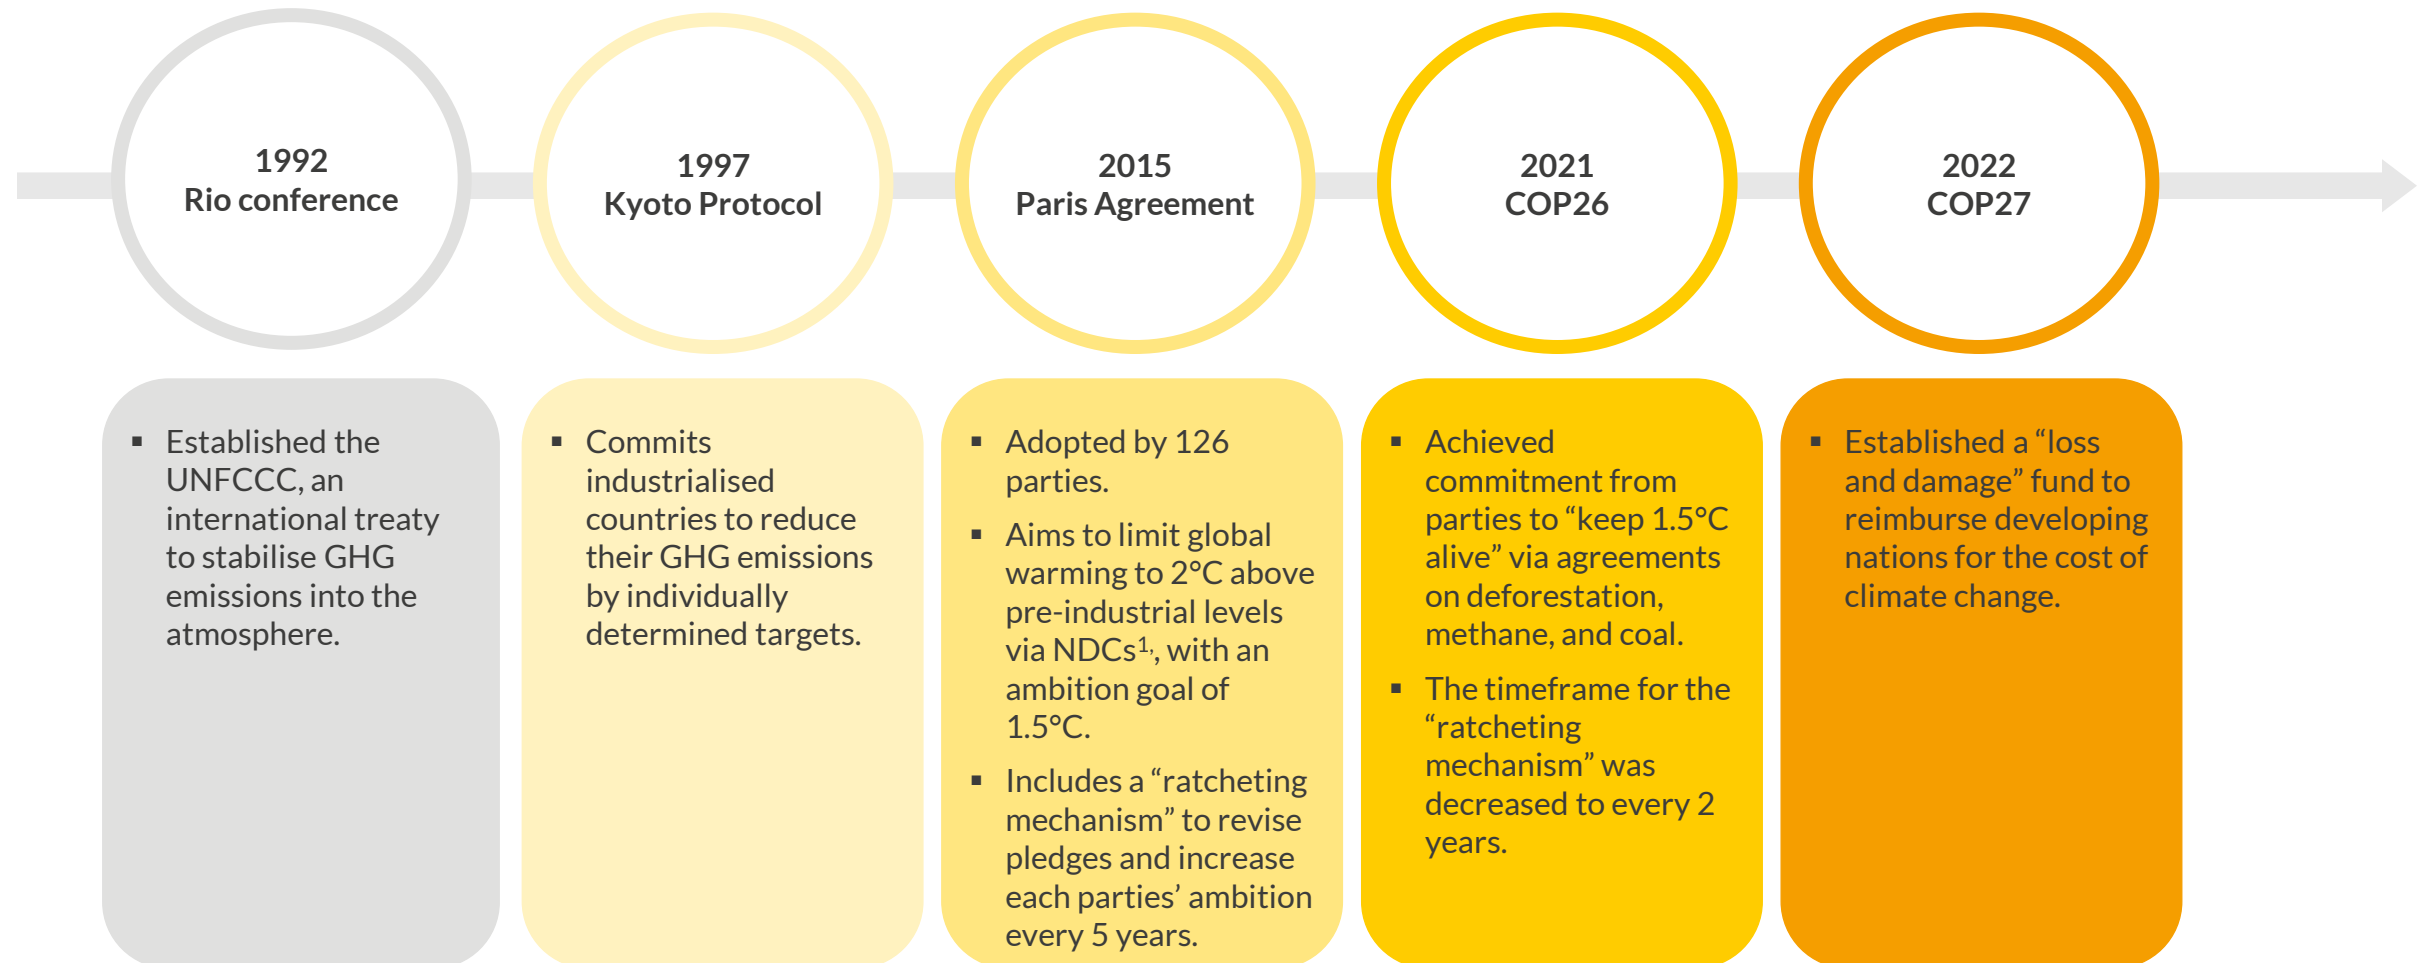 1992
Rio conference
1997
Kyoto Protocol
2015
Paris Agreement
2021
COP26
2022
COP27
▪ Established the
UNFCCC, an
international treaty
to stabilise GHG
emissions into the
atmosphere.
▪ Commits
industrialised
countries to reduce
their GHG emissions
by individually
determined targets.
▪ Adopted by 126
parties.
▪ Aims to limit global
warming to 2°C above
pre-industrial levels
via NDCs¹,, with an
ambition goal of
1.5°C.
▪ Includes a “ratcheting
mechanism” to revise
pledges and increase
each parties’ ambition
every 5 years.
▪ Achieved
commitment from
parties to “keep 1.5°C
alive” via agreements
on deforestation,
methane, and coal.
▪ The timeframe for the
“ratcheting
mechanism” was
decreased to every 2
years.
▪ Established a “loss
and damage” fund to
reimburse developing
nations for the cost of
climate change.